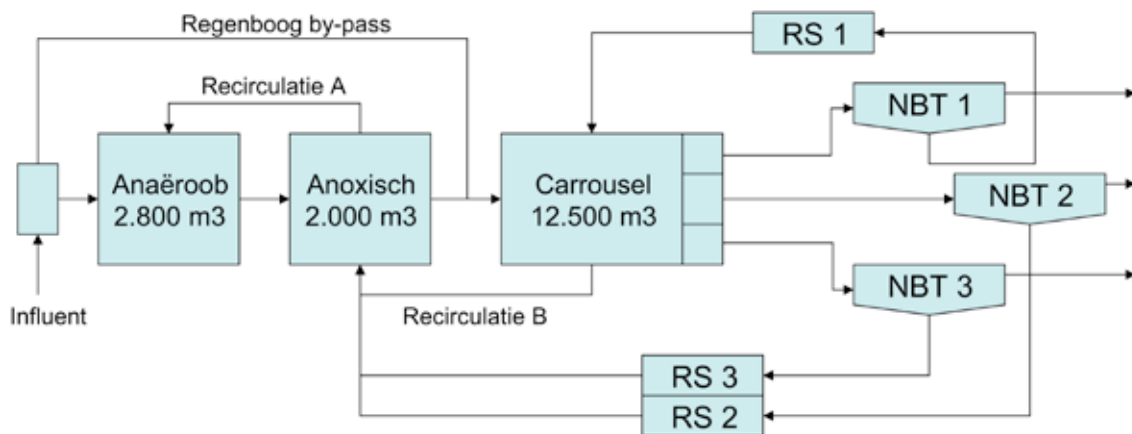 Regenboog by-pass
RS 1
Recirculatie A
NBT 1
Anaëroob
2.800 m3
Anoxisch
2.000 m3
Carrousel
12.500 m3
NBT 2
NBT 3
Influent
Recirculatie B
RS 3
RS 2